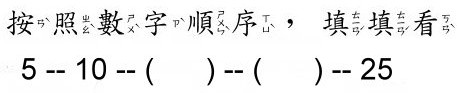 按照數字順序，填填看
5 -- 10 -- (　　) -- (　　) -- 25